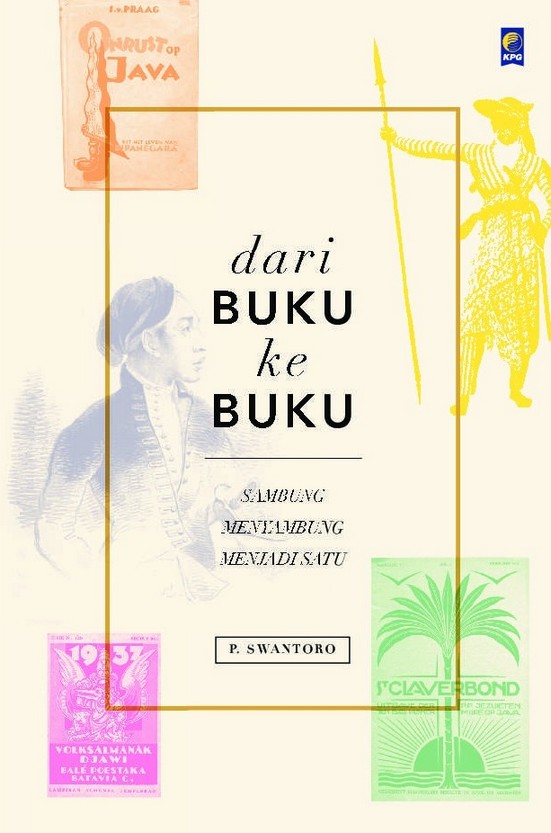 S.v. PRAAG
ONRUST OP
JAVA
KPG
dari
BUKU
ke
BUKU
SAMBUNG
MENYAMBUNG
MENJADI SATU
P. SWANTORO
1937
VOLKSALMANAK
DJAWI
BALE POESTAKA
BATAVIA C.
ST CLAVERBOND